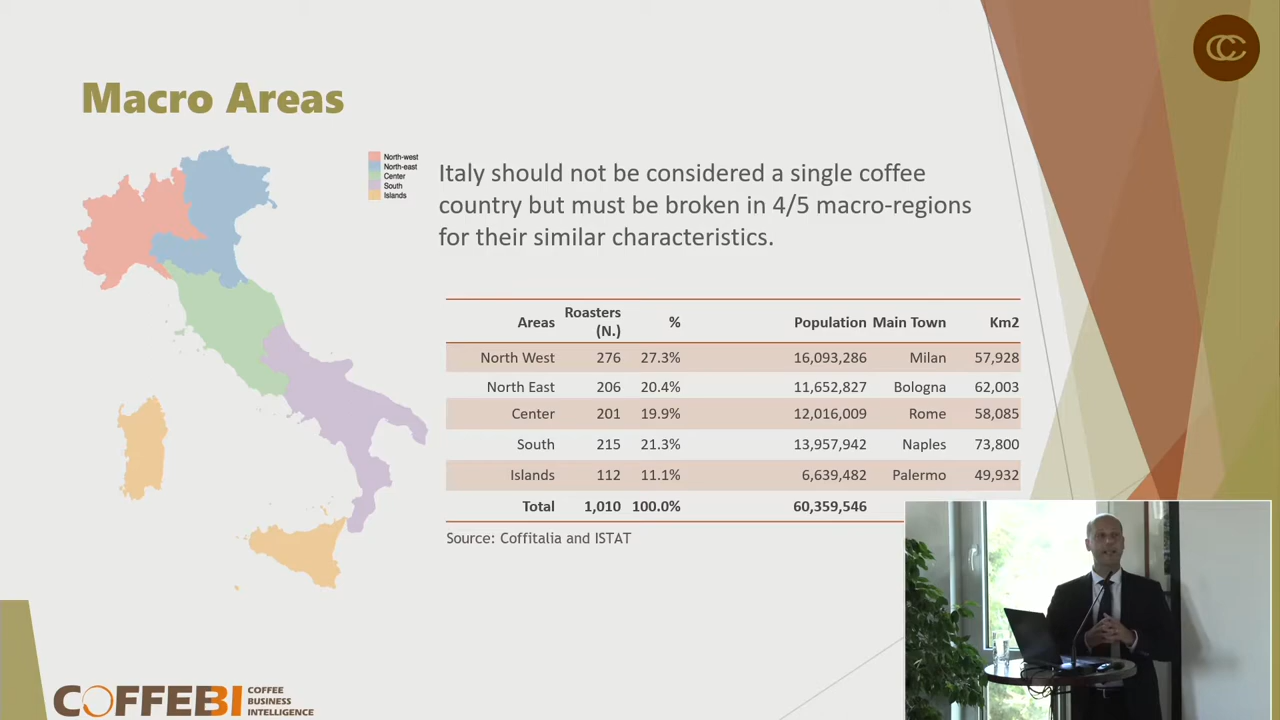 Macro Areas
North-west
North-east
Center
South
Islands
Italy should not be considered a single coffee
country but must be broken in 4/5 macro-regions
for their similar characteristics.
Areas Roasters (N.) % Population Main Town Km2
North West 276 27.3% 16,093,286 Milan 57,928
North East 206 20.4% 11,652,827 Bologna 62,003
Center 201 19.9% 12,016,009 Rome 58,085
South 215 21.3% 13,957,942 Naples 73,800
Islands 112 11.1% 6,639,482 Palermo 49,932
Total 1,010 100.0% 60,359,546
Source: Coffitalia and ISTAT
COFFEBI COFFEE
BUSINESS
INTELLIGENCE
CC